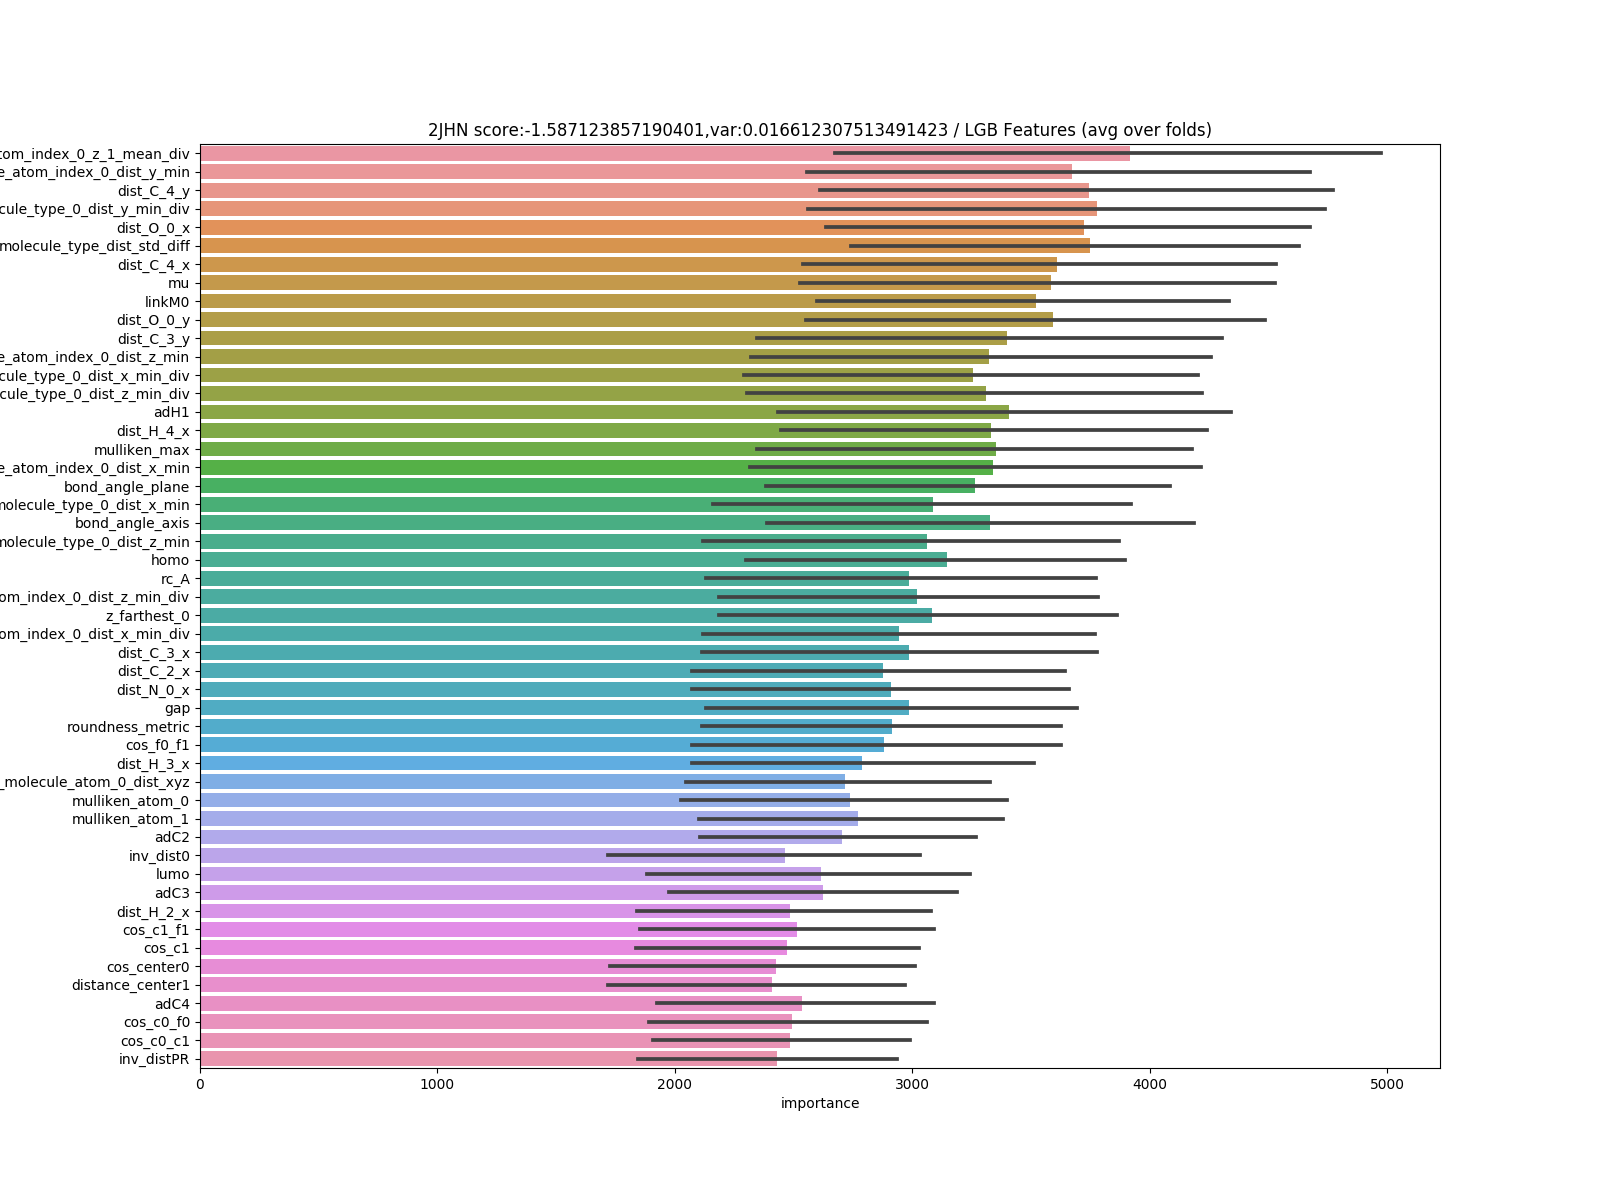 2JHN score:-1.587123857190401,var:0.016612307513491423 / LGB Features (avg over folds)
tom_index_0_z_1_mean_div
e_atom_index_0_dist_y_min
dist_C_4_y
cule_type_0_dist_y_min_div
dist_O_0_x
molecule_type_dist_std_diff
dist_C_4_x
mu
linkM0
dist_O_0_y
dist_C_3_y
e_atom_index_0_dist_z_min
cule_type_0_dist_x_min_div
cule_type_0_dist_z_min_div
adH1
dist_H_4_x
mulliken_max
e_atom_index_0_dist_x_min
bond_angle_plane
molecule_type_0_dist_x_min
bond_angle_axis
molecule_type_0_dist_z_min
homo
rc_A
om_index_0_dist_z_min_div
z_farthest_0
om_index_0_dist_x_min_div
dist_C_3_x
dist_C_2_x
dist_N_0_x
gap
roundness_metric
cos_f0_f1
dist_H_3_x
_molecule_atom_0_dist_xyz
mulliken_atom_0
mulliken_atom_1
adC2
inv_dist0
lumo
adC3
dist_H_2_x
cos_c1_f1
cos_c1
cos_center0
distance_center1
adC4
cos_c0_f0
cos_c0_c1
inv_distPR
0 1000 2000 3000 4000 5000
importance